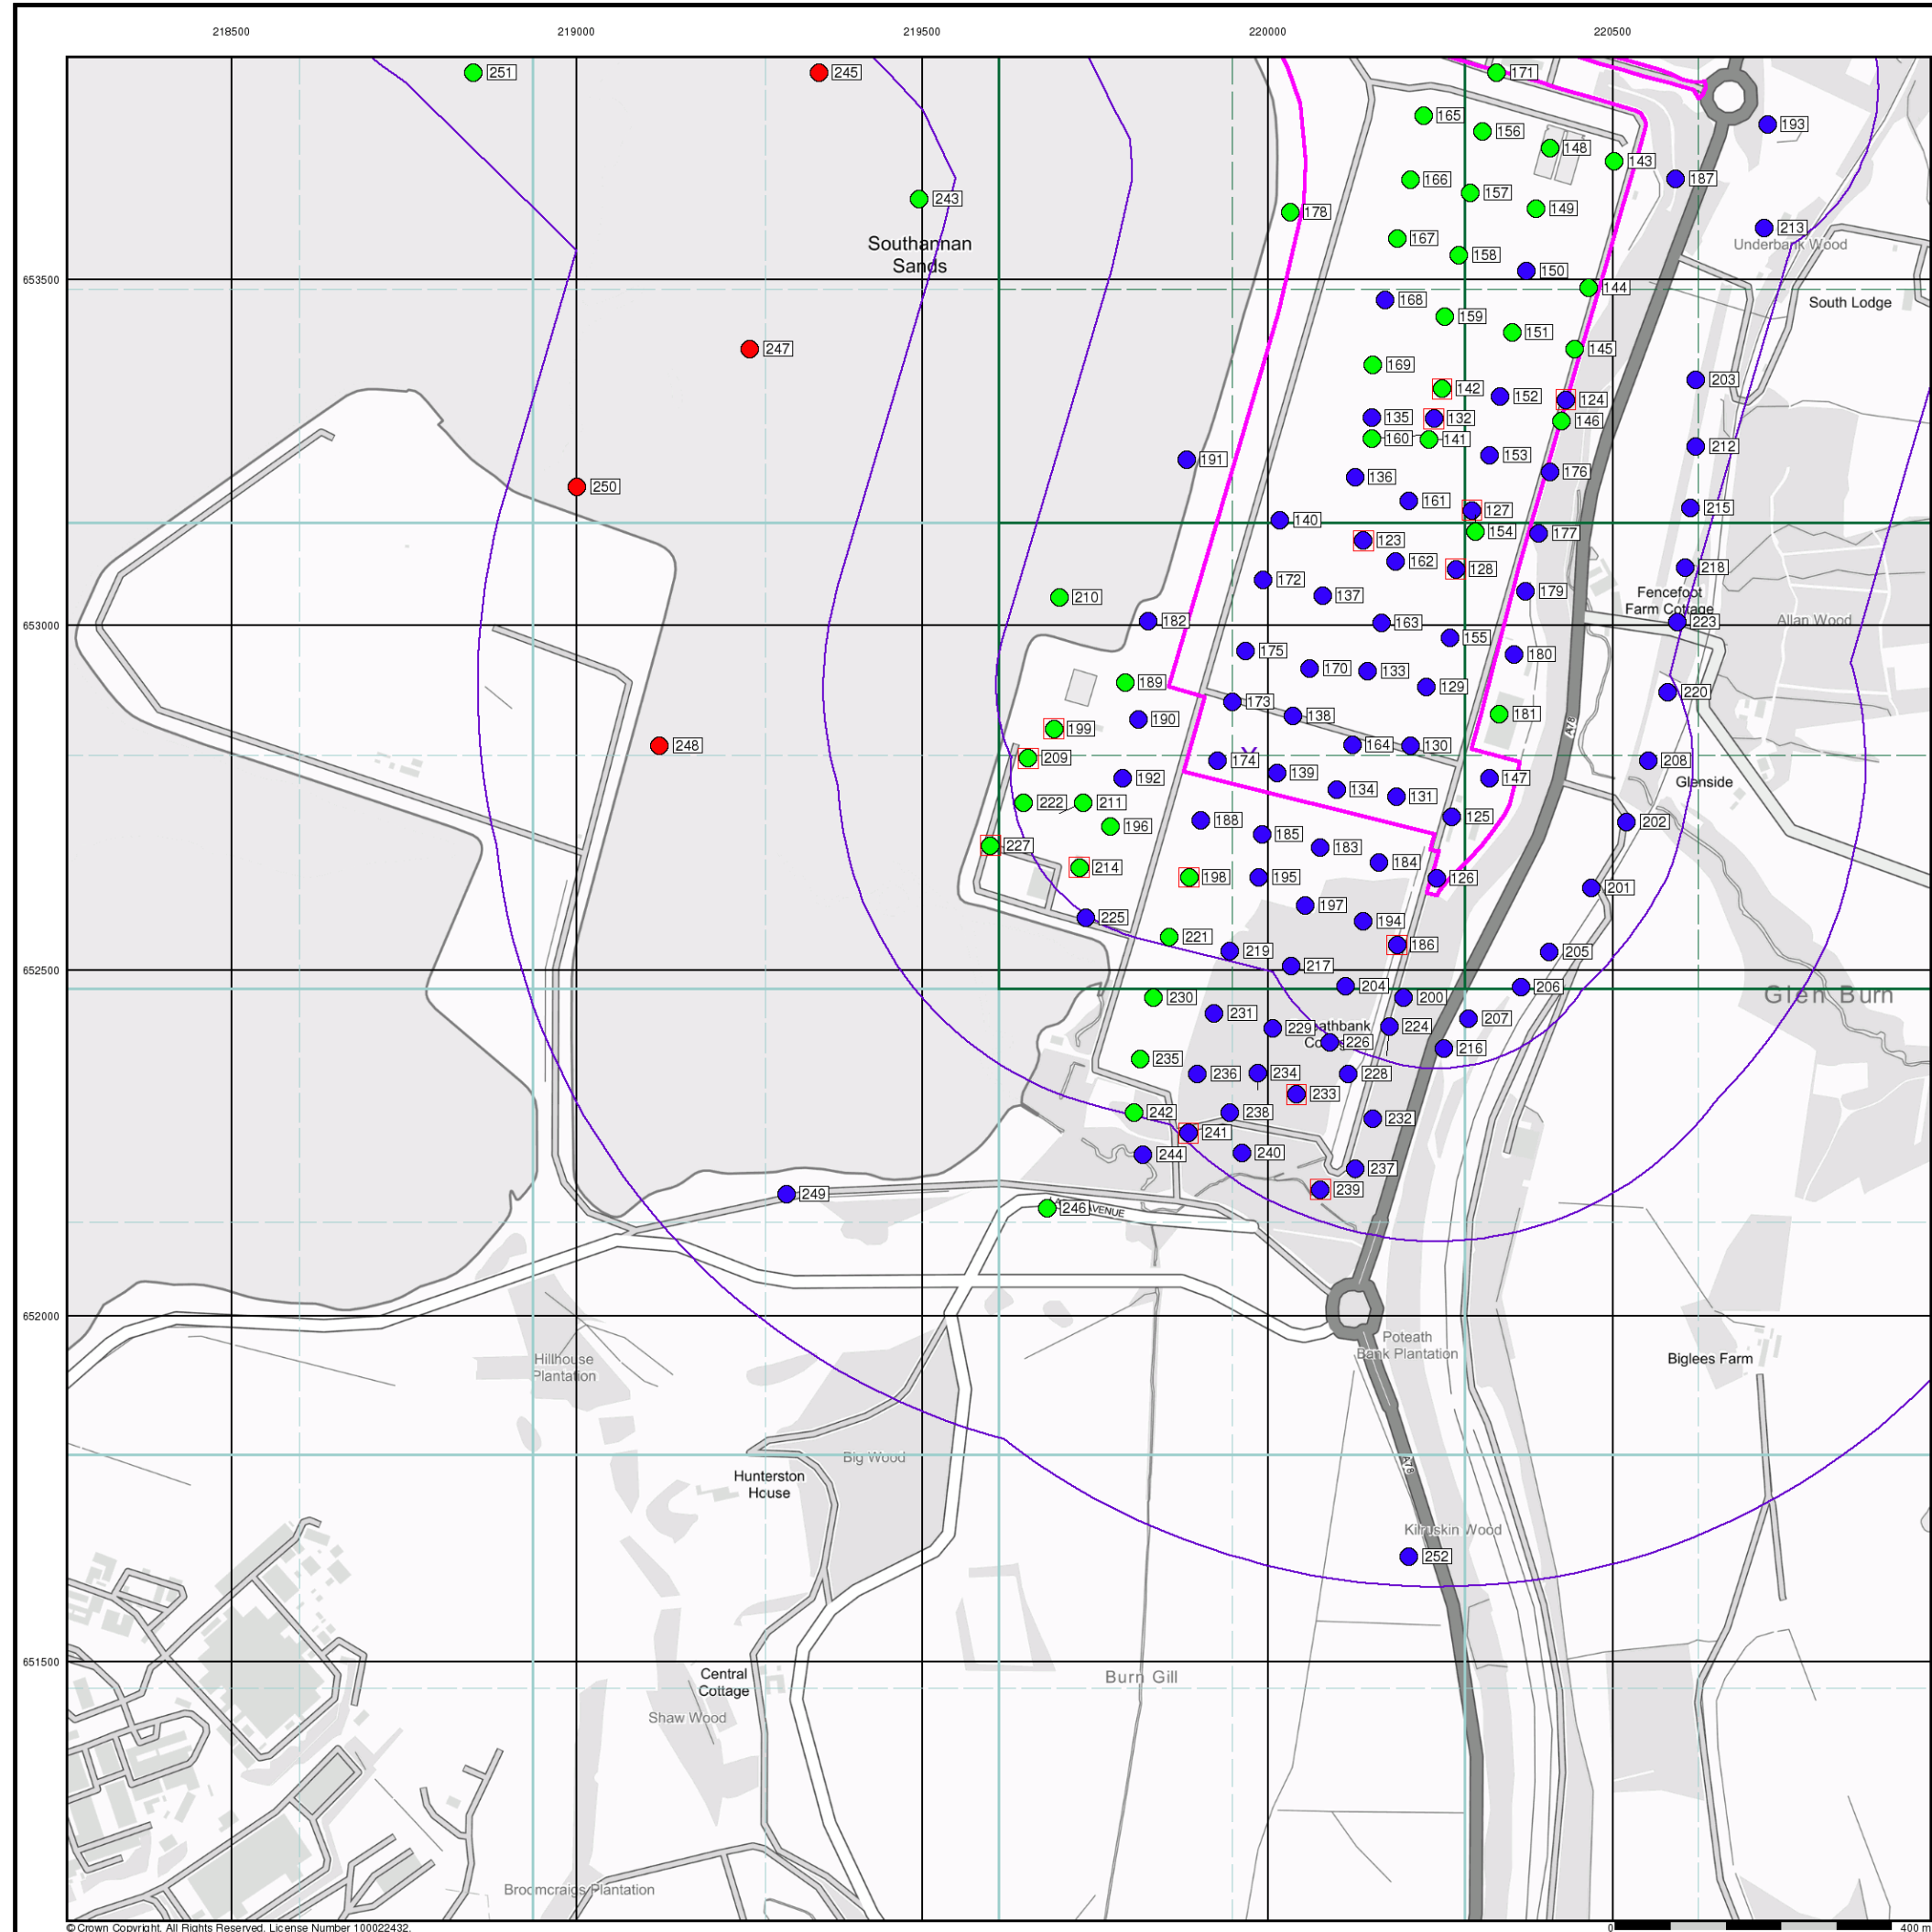 218500 219000 219500 220000 220500
251 245 171
165
193
156
148
143
243 166 187
157
149
178
213
Southannan
Sands
167
Underbank Wood
158
150
653500
144
168 South Lodge
159
151
247 145
169
203
142
152 124
135 132
146
160 141
212
153
191
176
136
250
161
127 215
140
154 177
123
162
128 218
172
179
Fencefoot
Farm Cottage
210 137
182 163 223
Allan Wood
653000
155
175 180
170 133
189 129
220
173
190 138 181
199
A78
248 164 130
209 174 208
139
192 147
Glenside
134
131
222 211
188 125 202
196
185
227 183
184
214
198 195 126
201
197
225 194
221
186
219 205
217
652500
204 206
230 200 Glen Burn
231
207
229 athbank 224
226
216
235
236 234 228
233
242 238
232
241
240
244
237
239
249
246 AVENUE
652000
Poteath
Bank Plantation
Hillhouse
Plantation
Biglees Farm
Big Wood
A78
Hunterston
House
Kilruskin Wood
252
651500
Central
Cottage
Burn Gill
Shaw Wood
Broomcraigs Plantation
© Crown Copyright. All Rights Reserved. License Number 100022432.
0 400 m